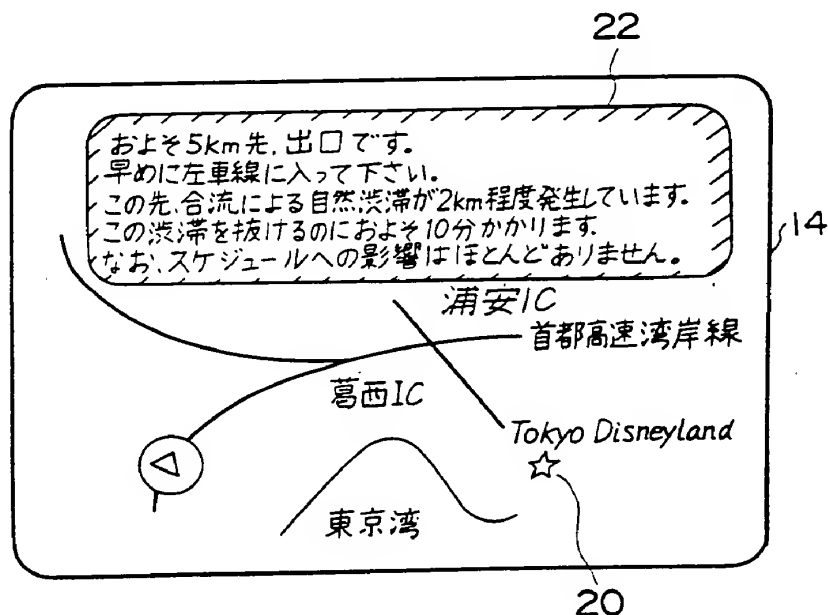 22
およそ5km先、出口です。
早めに左車線に入って下さい。
この先、合流による自然渋滞が2km程度発生しています。
この渋滞を抜けるのにおよそ10分かかります。
なお、スケジュールへの影響はほとんどありません。
14
浦安IC
首都高速湾岸線
葛西IC
Tokyo Disneyland
東京湾
20